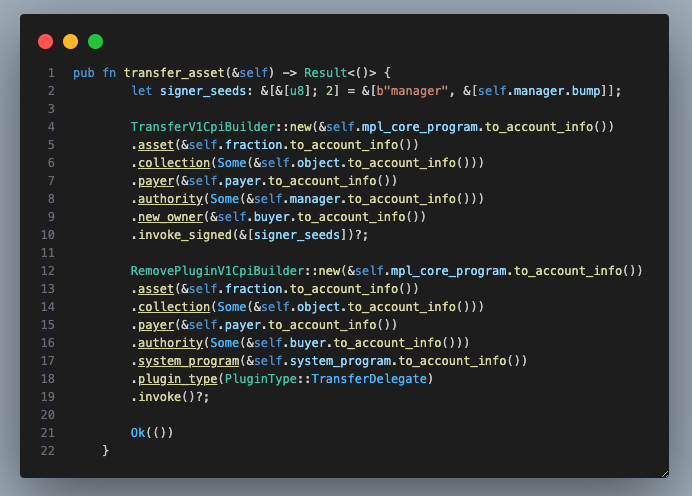 1 pub fn transfer_asset(&self) -> Result<()> {
2 let signer_seeds: &[&[u8]; 2] = &[b"manager", &[self.manager.bump]];
3
4 TransferV1CpiBuilder::new(&self.mpl_core_program.to_account_info())
5 .asset(&self.fraction.to_account_info())
6 .collection(Some(&self.object.to_account_info()))
7 .payer(&self.payer.to_account_info())
8 .authority(Some(&self.manager.to_account_info()))
9 .new_owner(&self.buyer.to_account_info())
10 .invoke_signed(&[signer_seeds])?;
11
12 RemovePluginV1CpiBuilder::new(&self.mpl_core_program.to_account_info())
13 .asset(&self.fraction.to_account_info())
14 .collection(Some(&self.object.to_account_info()))
15 .payer(&self.payer.to_account_info())
16 .authority(Some(&self.buyer.to_account_info()))
17 .system_program(&self.system_program.to_account_info())
18 .plugin_type(PluginType::TransferDelegate)
19 .invoke()?;
20
21 Ok(())
22 }